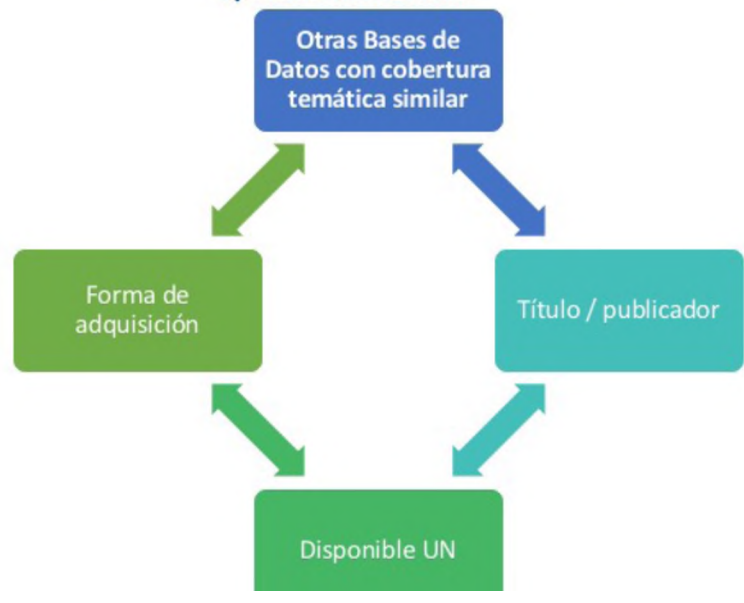 Otras Bases de
Datos con cobertura
temática similar
Forma de
adquisición
Título / publicador
Disponible UN